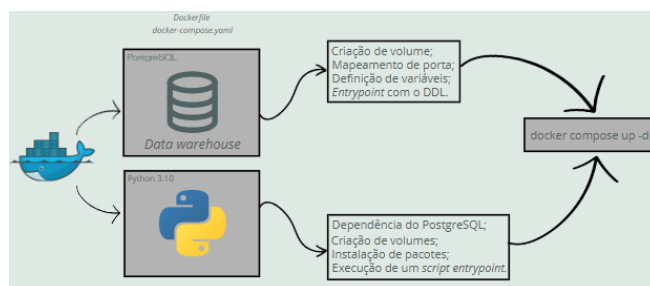 Dockerfile
docker-compose.yaml
PostgreSQL
Data warehouse
Criação de volume;
Mapeamento de porta;
Definição de variáveis;
Entrypoint com o DDL.
docker compose up -d
Python 3.10
Dependência do PostgreSQL;
Criação de volumes;
Instalação de pacotes;
Execução de um script entrypoint.